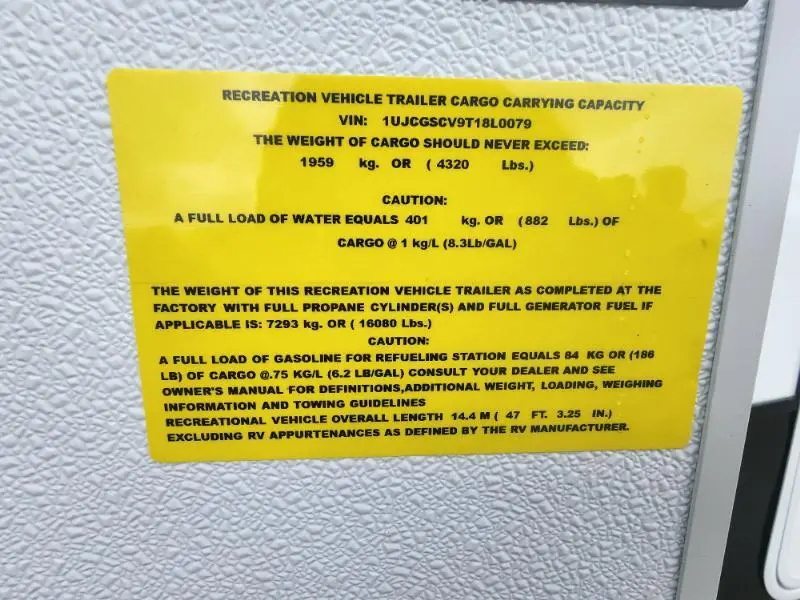 RECREATION VEHICLE TRAILER CARGO CARRYING CAPACITY
VIN: 1UJCGSCV9T18L0079
THE WEIGHT OF CARGO SHOULD NEVER EXCEED:
1959 kg. OR ( 4320 Lbs.)
CAUTION:
A FULL LOAD OF WATER EQUALS 401 kg. OR (882 Lbs.) OF
CARGO @ 1 kg/L (8.3Lb/GAL)
THE WEIGHT OF THIS RECREATION VEHICLE TRAILER AS COMPLETED AT THE
FACTORY WITH FULL PROPANE CYLINDER(S) AND FULL GENERATOR FUEL IF
APPLICABLE IS: 7293 kg. OR ( 16080 Lbs.)
CAUTION:
A FULL LOAD OF GASOLINE FOR REFUELING STATION EQUALS 84 KG OR (186
LB) OF CARGO @.75 KG/L (6.2 LB/GAL) CONSULT YOUR DEALER AND SEE
OWNER'S MANUAL FOR DEFINITIONS,ADDITIONAL WEIGHT, LOADING, WEIGHING
INFORMATION AND TOWING GUIDELINES
RECREATIONAL VEHICLE OVERALL LENGTH 14.4 M ( 47 FT. 3.25 IN.)
EXCLUDING RV APPURTENANCES AS DEFINED BY THE RV MANUFACTURER.